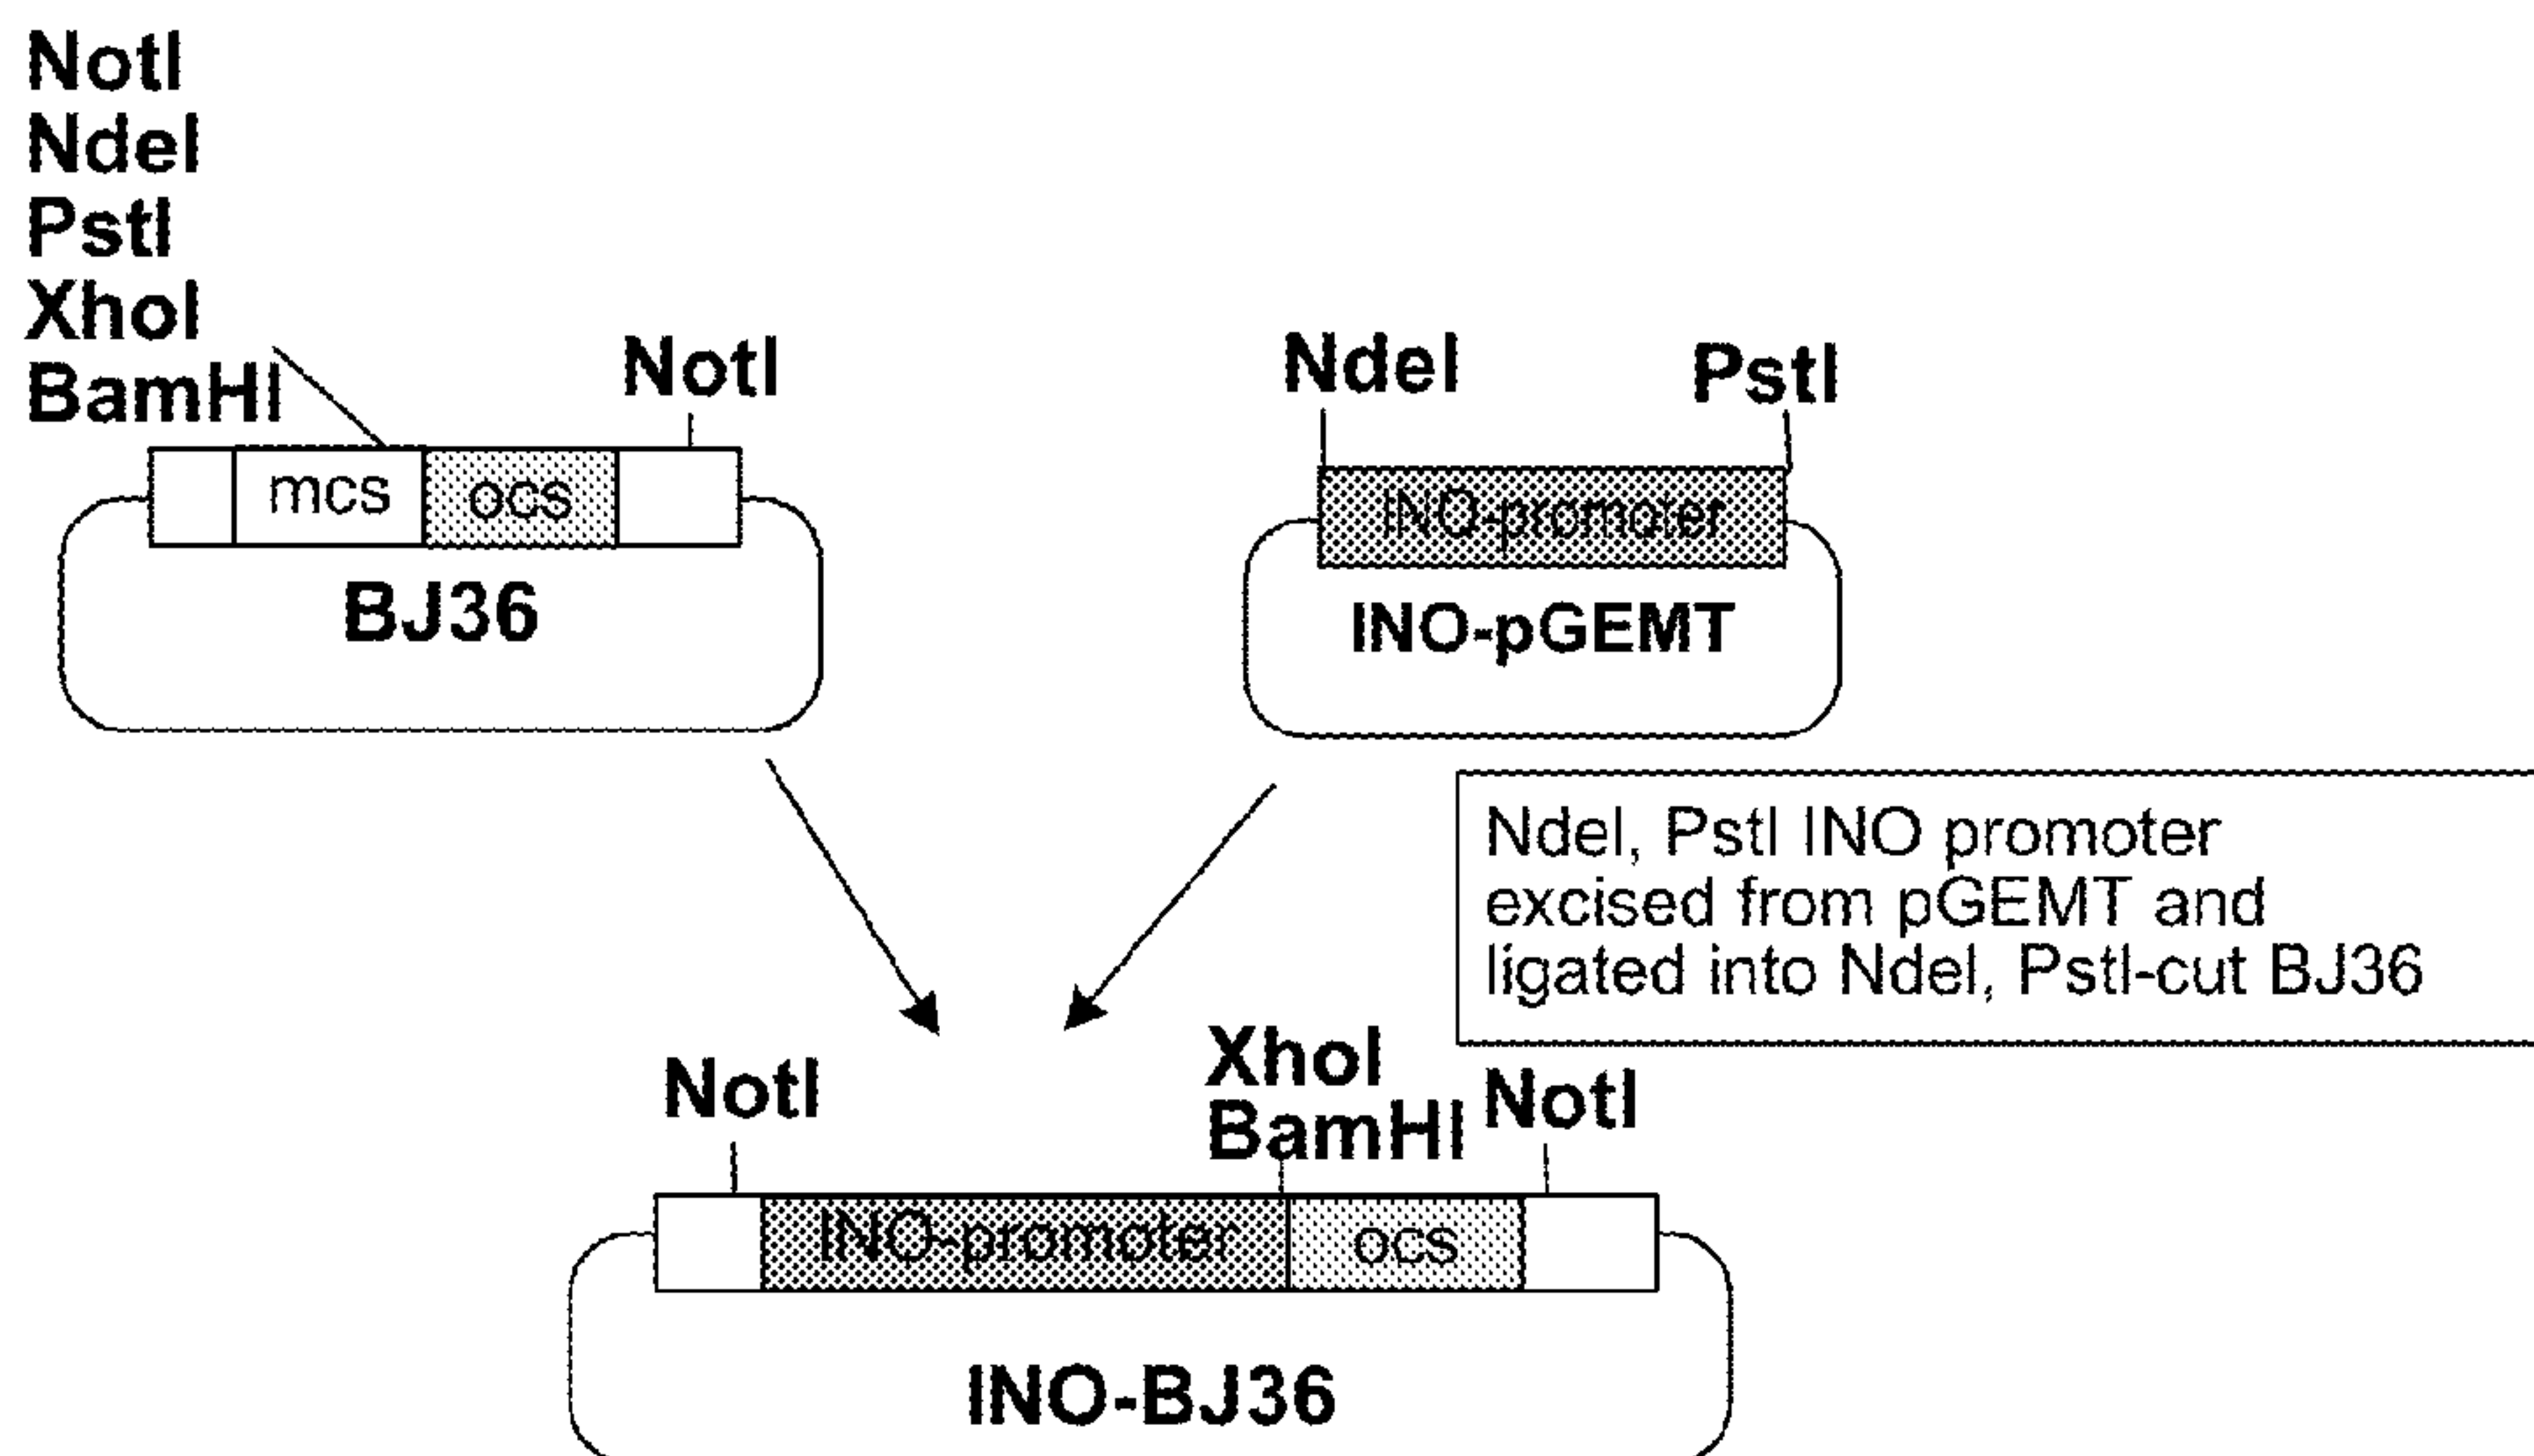 NotI
NdeI
PstI
XhoI
BamHI
NotI
mcs
ocs
BJ36
NdeI
PstI
INO-promoter
INO-pGEMT
NdeI, PstI INO promoter
excised from pGEMT and
ligated into NdeI, PstI-cut BJ36
NotI
XhoI
BamHI
NotI
INO-promoter
ocs
INO-BJ36